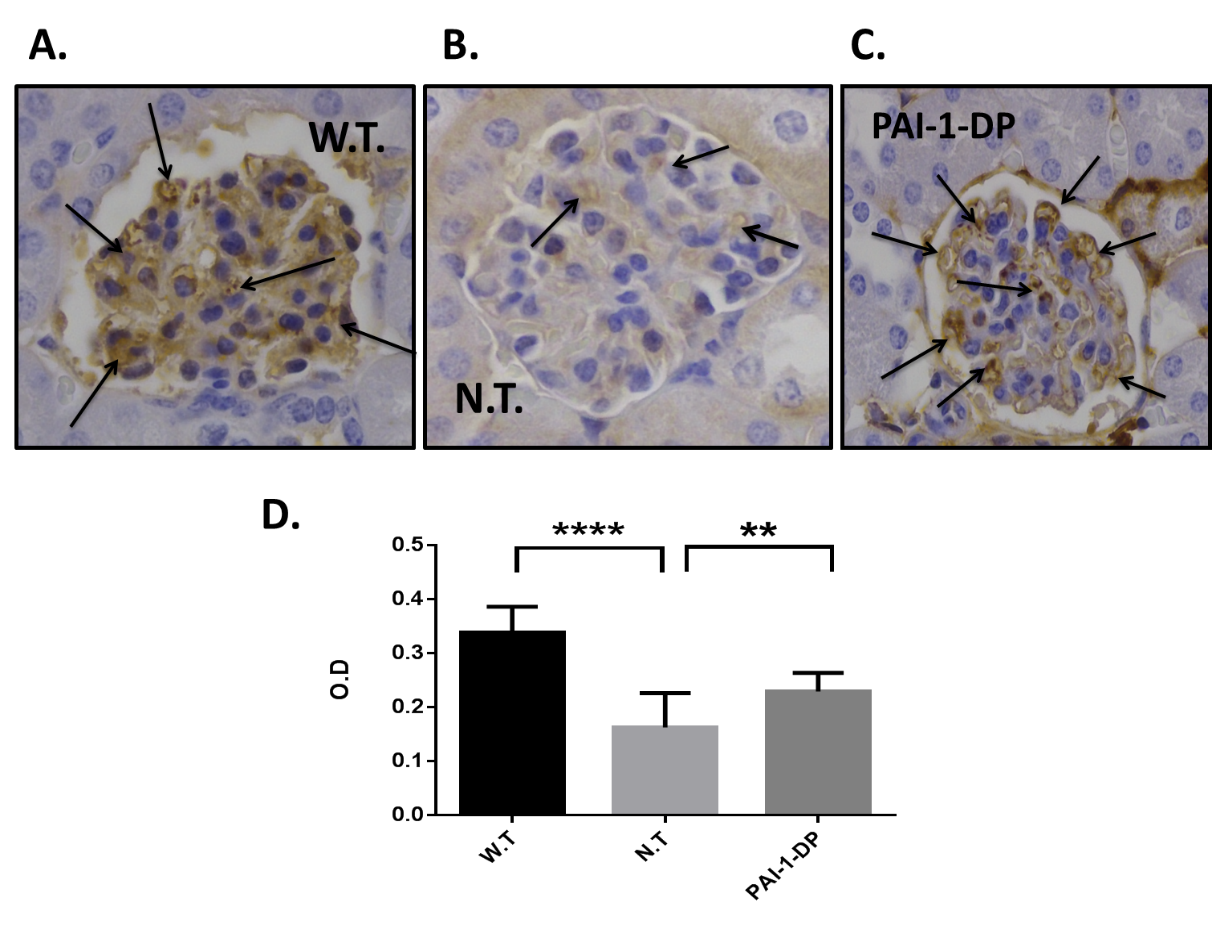 A.
B.
C.
W.T.
N.T.
PAI-1-DP
D.
**** **
0.5
0.4
0.3
0.2
0.1
0.0
O.D
W.T
N.T
PAI-1-DP